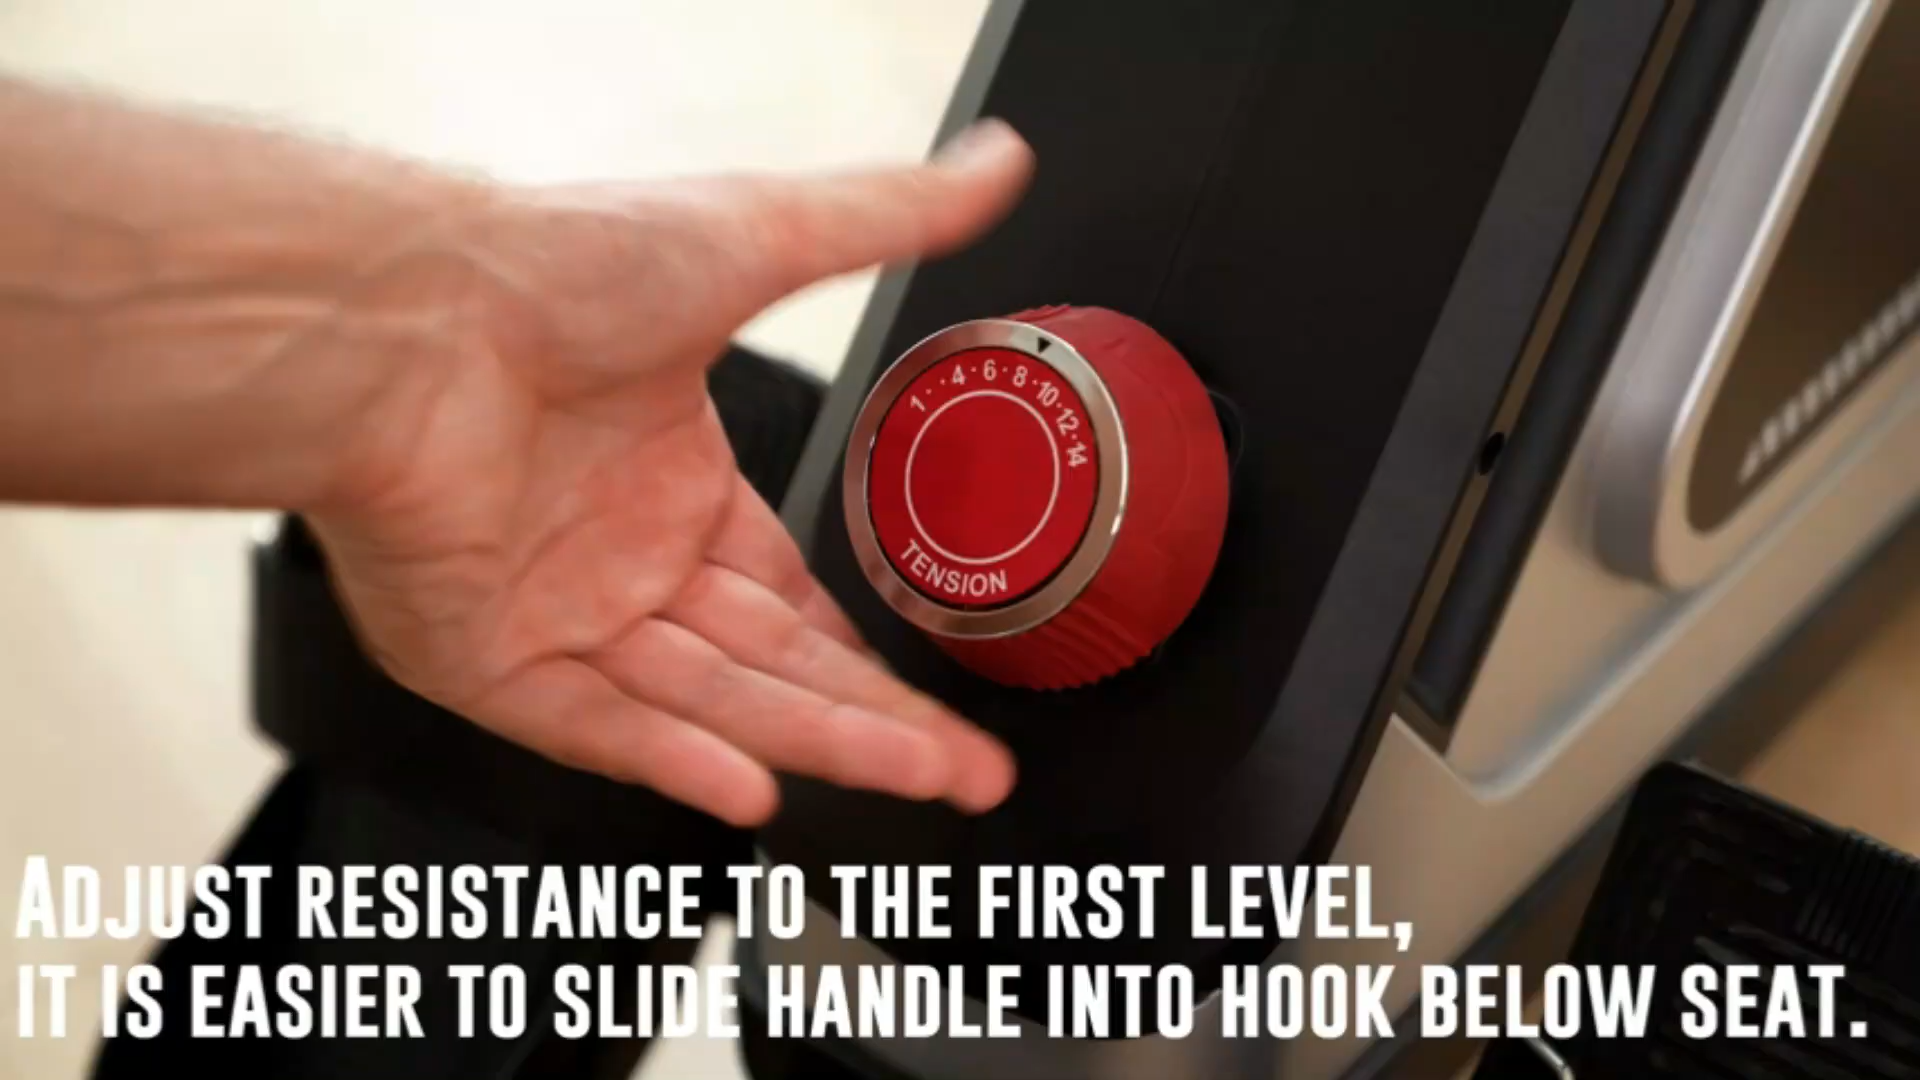 1 · · 4 · 6 · 8 · 10 · 12 · 14
TENSION
ADJUST RESISTANCE TO THE FIRST LEVEL,
IT IS EASIER TO SLIDE HANDLE INTO HOOK BELOW SEAT.